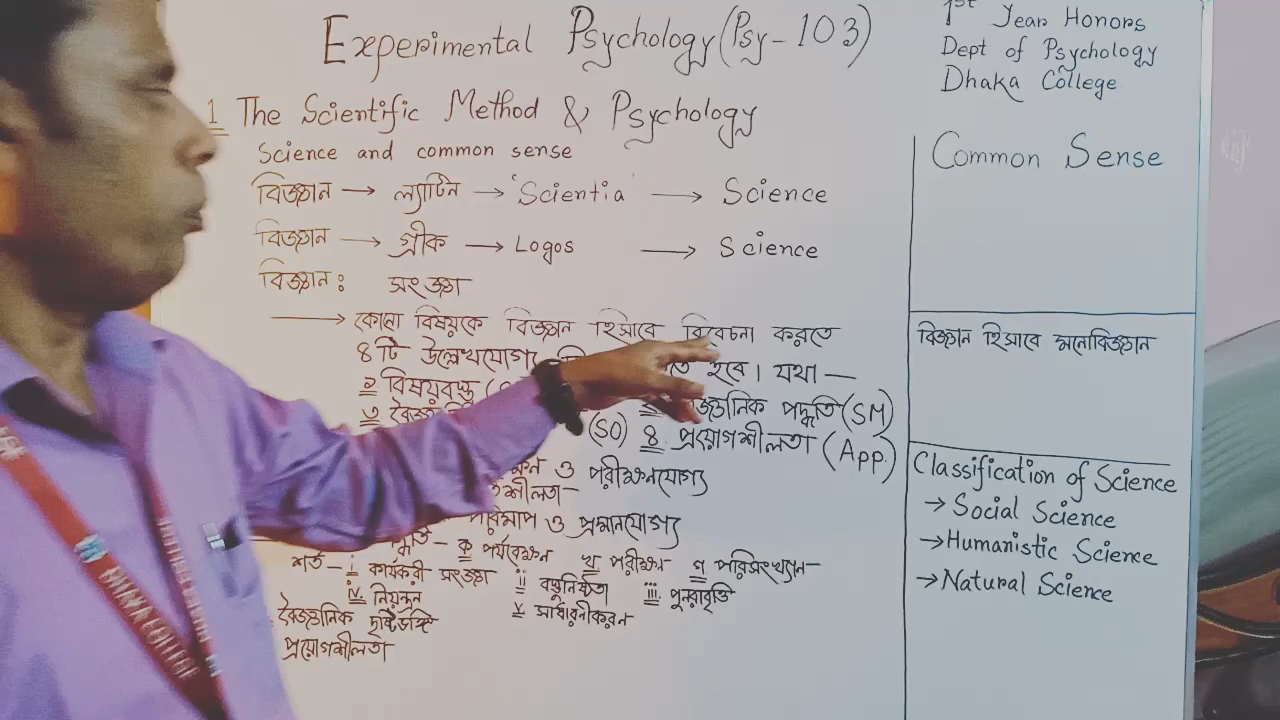 Experimental Psychology (Psy-103)
1 The Scientific Method & Psychology
Science and common sense
বিজ্ঞান → ল্যাটিন → 'Scientia' → Science
বিজ্ঞান → গ্রীক → Logos → Science
বিজ্ঞান: সংজ্ঞা
→ কোনো বিষয়কে বিজ্ঞান হিসাবে বিবেচনা করতে
৪টি উল্লেখযোগ্য হবে। যথা—
১ বিষয়বস্তু পদ্ধতি (SM)
৩ (SO) ৪ প্রয়োগশীলতা (App.)
ও পরীক্ষনযোগ্য
পরিমাপ ও প্রমানযোগ্য
ক পর্যবেক্ষন খ পরীক্ষন গ পরিসংখ্যান—
শর্ত— i কার্যকরী সংজ্ঞা ii বস্তুনিষ্ঠতা iii পুনরাবৃত্তি
iv নিয়ন্ত্রন v সাধারনীকরন
বৈজ্ঞানিক দৃষ্টিভঙ্গি
প্রয়োগশীলতা
1st Year Honors
Dept of Psychology
Dhaka College
Common Sense
বিজ্ঞান হিসাবে মনোবিজ্ঞান
Classification of Science
→ Social Science
→ Humanistic Science
→ Natural Science
DHAKA COLLEGE